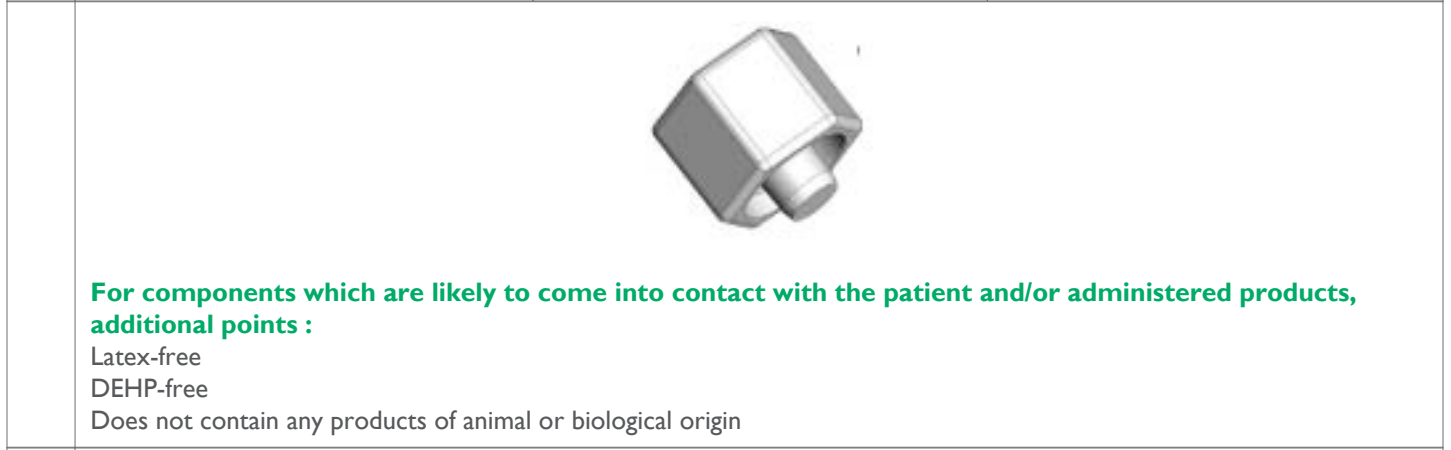 For components which are likely to come into contact with the patient and/or administered products,
additional points :
Latex-free
DEHP-free
Does not contain any products of animal or biological origin